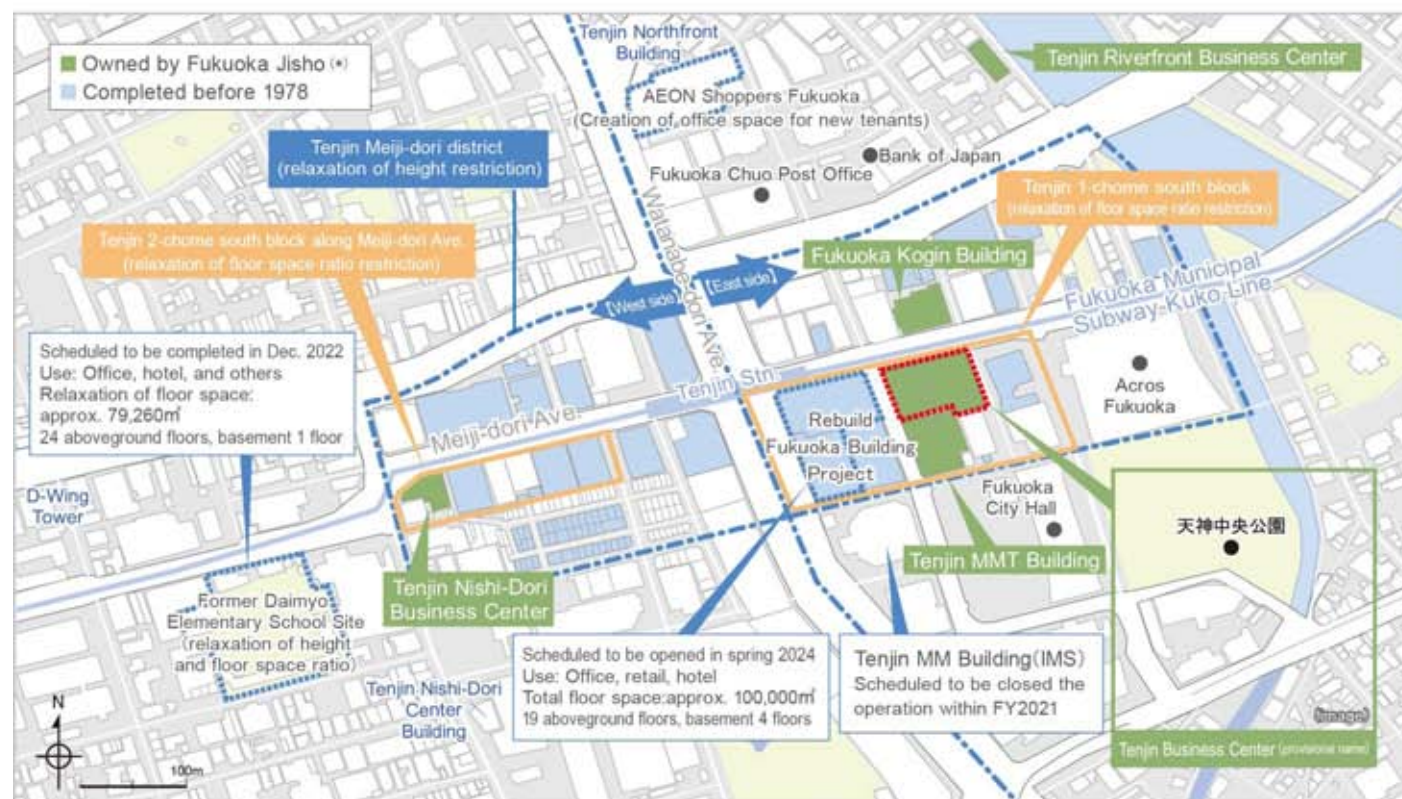 Owned by Fukuoka Jisho (*)
Completed before 1978
Tenjin Northfront
Building
AEON Shoppers Fukuoka
(Creation of office space for new tenants)
Tenjin Riverfront Business Center
Tenjin Meiji-dori district
(relaxation of height restriction)
Bank of Japan
Fukuoka Chuo Post Office
Tenjin 1-chome south block
(relaxation of floor space ratio restriction)
Tenjin 2-chome south block along Meiji-dori Ave.
(relaxation of floor space ratio restriction)
Fukuoka Kogin Building
【West side】
【East side】
Watanabe-dori Ave.
Fukuoka Municipal
Subway-Kuko Line
Scheduled to be completed in Dec. 2022
Use: Office, hotel, and others
Relaxation of floor space:
approx. 79,260㎡
24 aboveground floors, basement 1 floor
Tenjin Stn.
Meiji-dori Ave.
Acros
Fukuoka
Rebuild
Fukuoka Building
Project
D-Wing
Tower
Fukuoka
City Hall
天神中央公園
Tenjin MMT Building
Tenjin Nishi-Dori
Business Center
Former Daimyo
Elementary School Site
(relaxation of height
and floor space ratio)
Scheduled to be opened in spring 2024
Use: Office, retail, hotel
Total floor space:approx. 100,000㎡
19 aboveground floors, basement 4 floors
Tenjin MM Building(IMS)
Scheduled to be closed the
operation within FY2021
Tenjin Nishi-Dori
Center
Building
(image)
Tenjin Business Center (provisional name)
N
100m